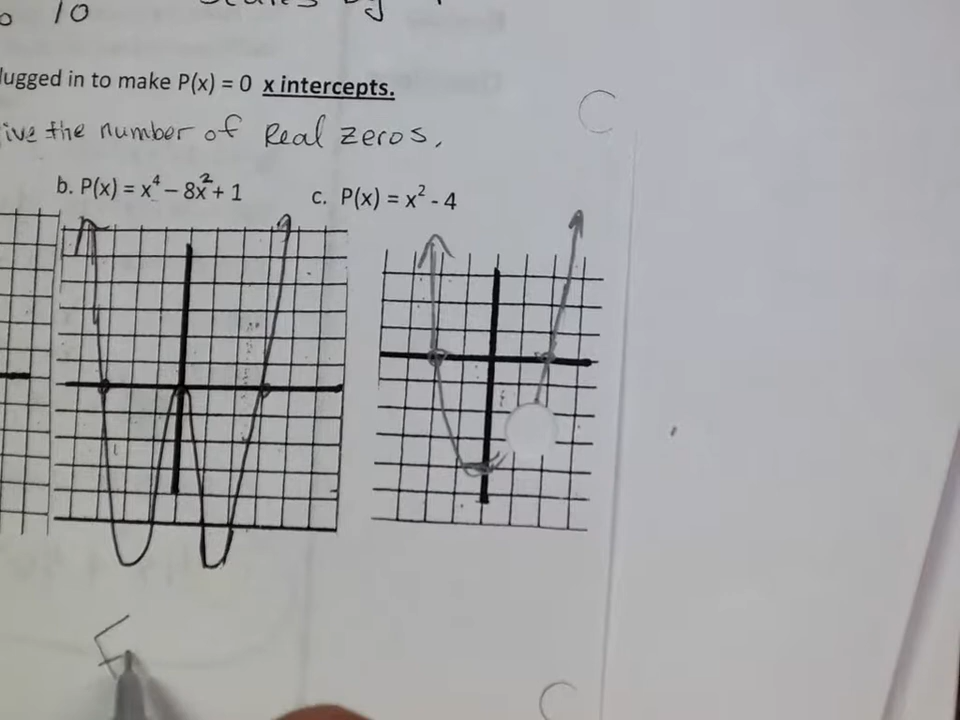 10
lugged in to make P(x) = 0 x intercepts.
ive the number of Real zeros.
b. P(x) = x⁴ – 8x² + 1
c. P(x) = x² - 4